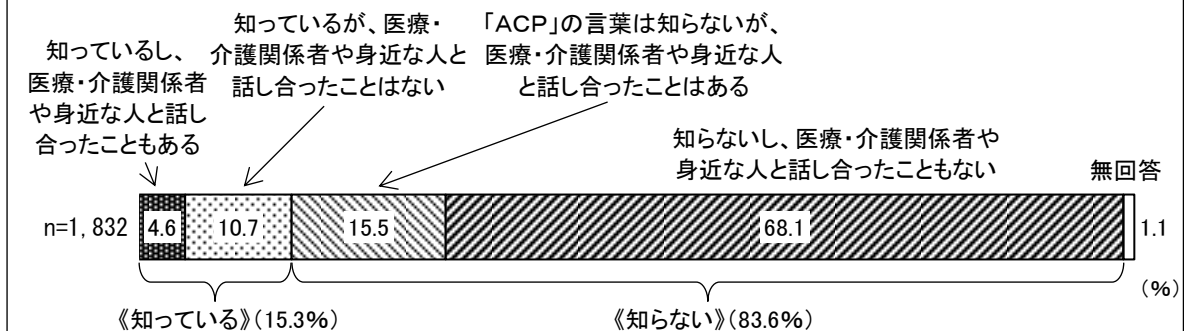 知っているし、
医療・介護関係者
や身近な人と話し
合ったこともある
知っているが、医療・
介護関係者や身近な人と
話し合ったことはない
「ACP」の言葉は知らないが、
医療・介護関係者や身近な人
と話し合ったことはある
知らないし、医療・介護関係者や
身近な人と話し合ったこともない
無回答
n=1,832 4.6 10.7 15.5 68.1 1.1
(%)
《知っている》(15.3%) 《知らない》(83.6%)